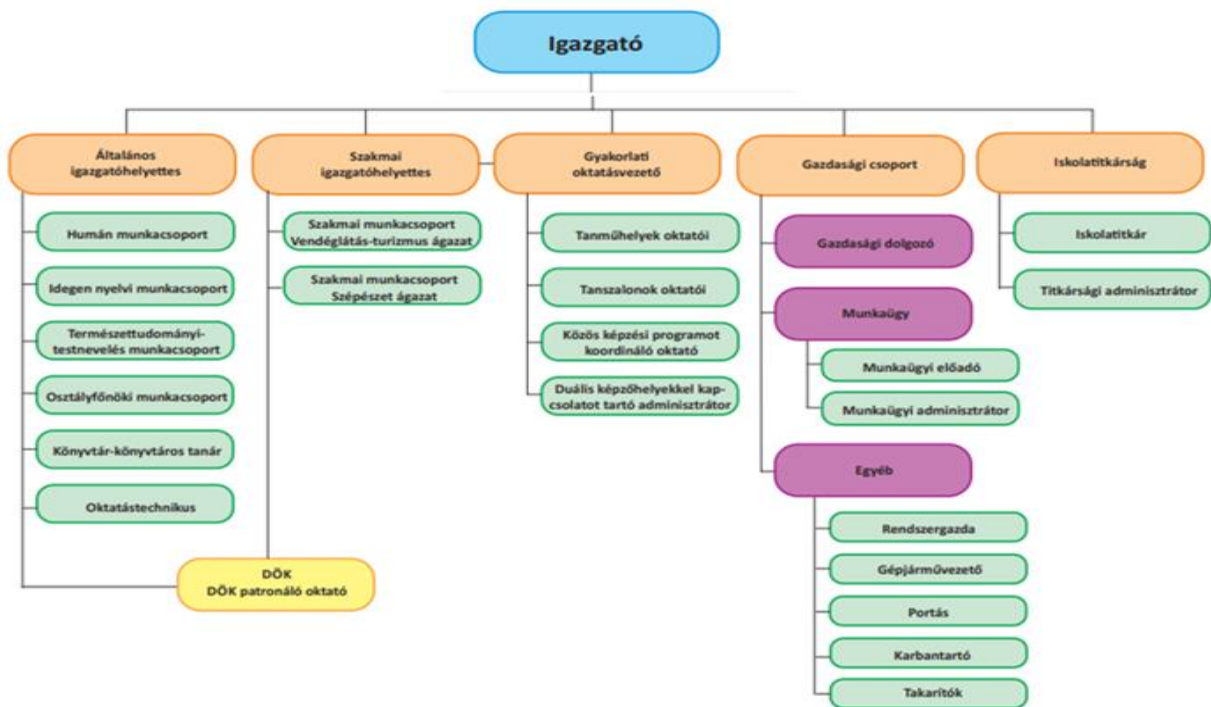 Igazgató
Általános
igazgatóhelyettes
Szakmai
igazgatóhelyettes
Gyakorlati
oktatásvezető
Gazdasági csoport
Iskolatitkárság
Humán munkacsoport
Idegen nyelvi munkacsoport
Természettudományi-
testnevelés munkacsoport
Osztályfőnöki munkacsoport
Könyvtár-könyvtáros tanár
Oktatástechnikus
Szakmai munkacsoport
Vendéglátás-turizmus ágazat
Szakmai munkacsoport
Szépészet ágazat
DÖK
DÖK patronáló oktató
Tanműhelyek oktatói
Tanszalonok oktatói
Közös képzési programot
koordináló oktató
Duális képzőhelyekkel kap-
csolatot tartó adminisztrátor
Gazdasági dolgozó
Munkaügy
Munkaügyi előadó
Munkaügyi adminisztrátor
Egyéb
Rendszergazda
Gépjárművezető
Portás
Karbantartó
Takarítók
Iskolatitkár
Titkársági adminisztrátor